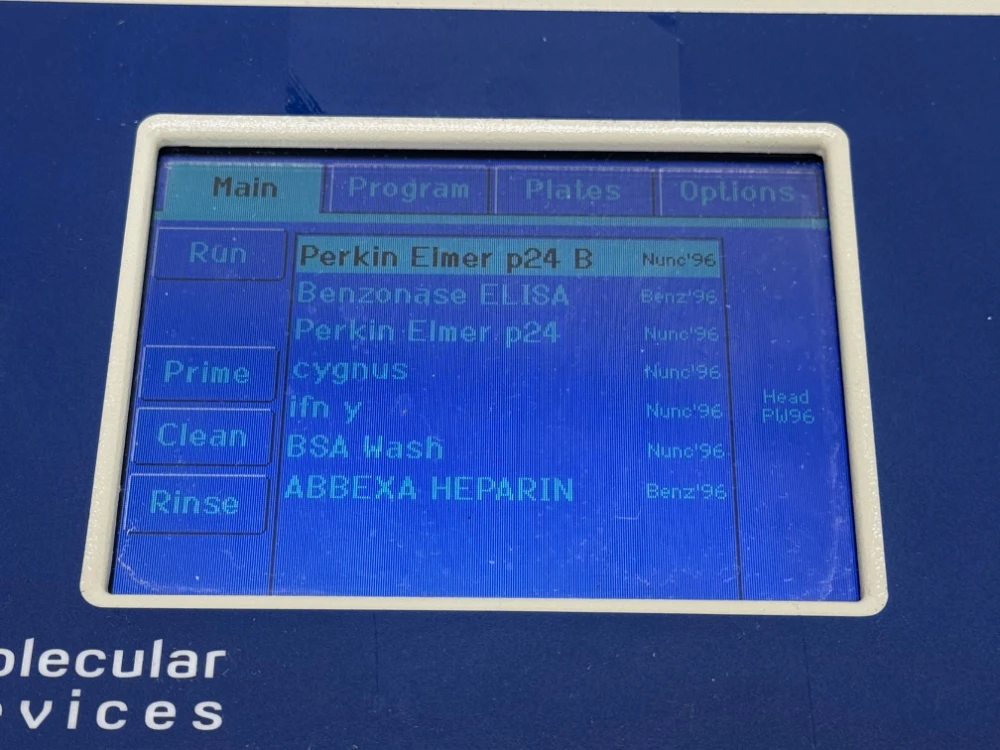 Main Program Plates Options
Run
Prime
Clean
Rinse
Perkin Elmer p24 B Nunc'96
Benzonase ELISA Benz'96
Perkin Elmer p24 Nunc'96
cygnus Nunc'96
ifn y Nunc'96
BSA Wash Nunc'96
ABBEXA HEPARIN Benz'96
Head
PW96
olecular
evices